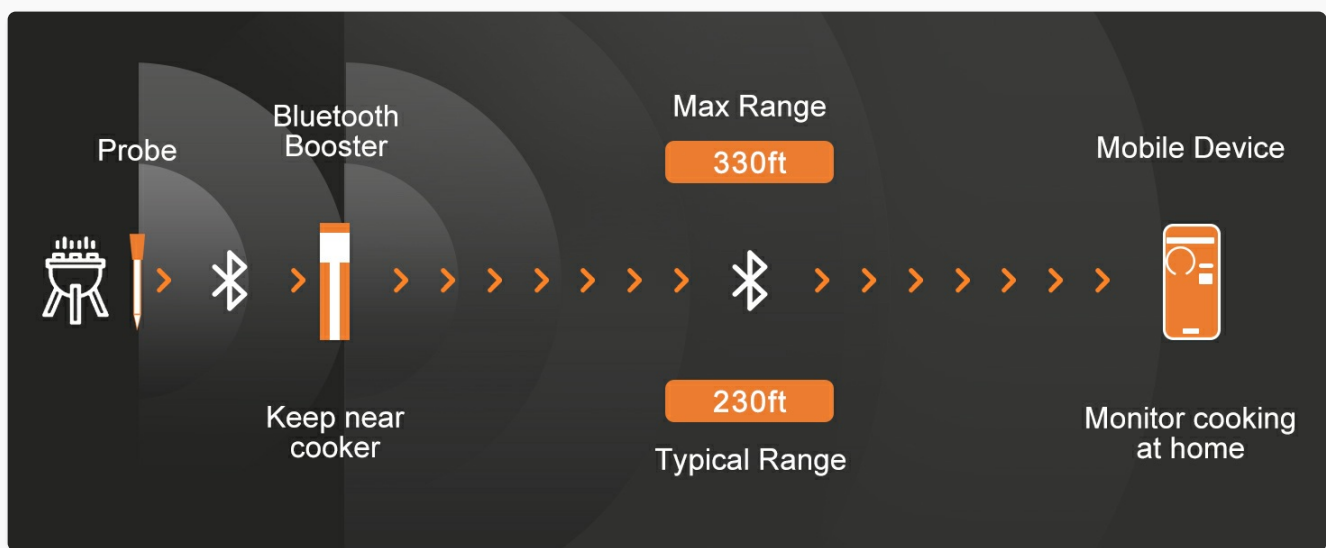 Probe
Bluetooth
Booster
Keep near
cooker
Max Range
330ft
230ft
Typical Range
Mobile Device
Monitor cooking
at home